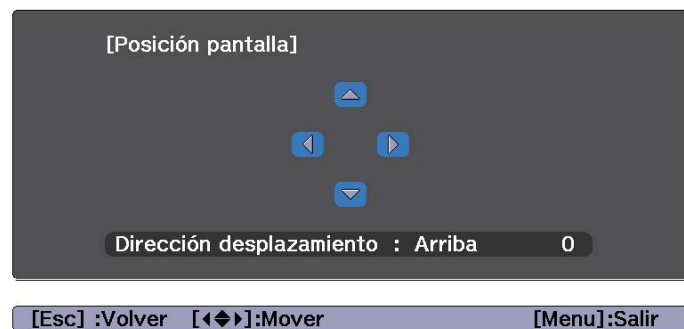 [Posición pantalla]
Dirección desplazamiento : Arriba 0
[Esc] :Volver [◀◆▶]:Mover [Menu]:Salir